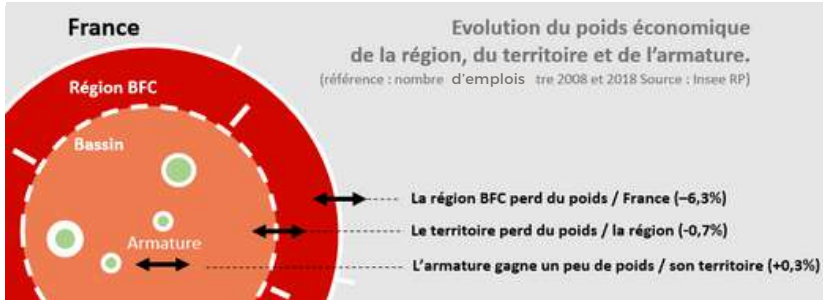 France
Evolution du poids économique
de la région, du territoire et de l'armature.
(référence : nombre d'emplois tre 2008 et 2018 Source : Insee RP)
Région BFC
Bassin
Armature
La région BFC perd du poids / France (–6,3%)
Le territoire perd du poids / la région (-0,7%)
L'armature gagne un peu de poids / son territoire (+0,3%)